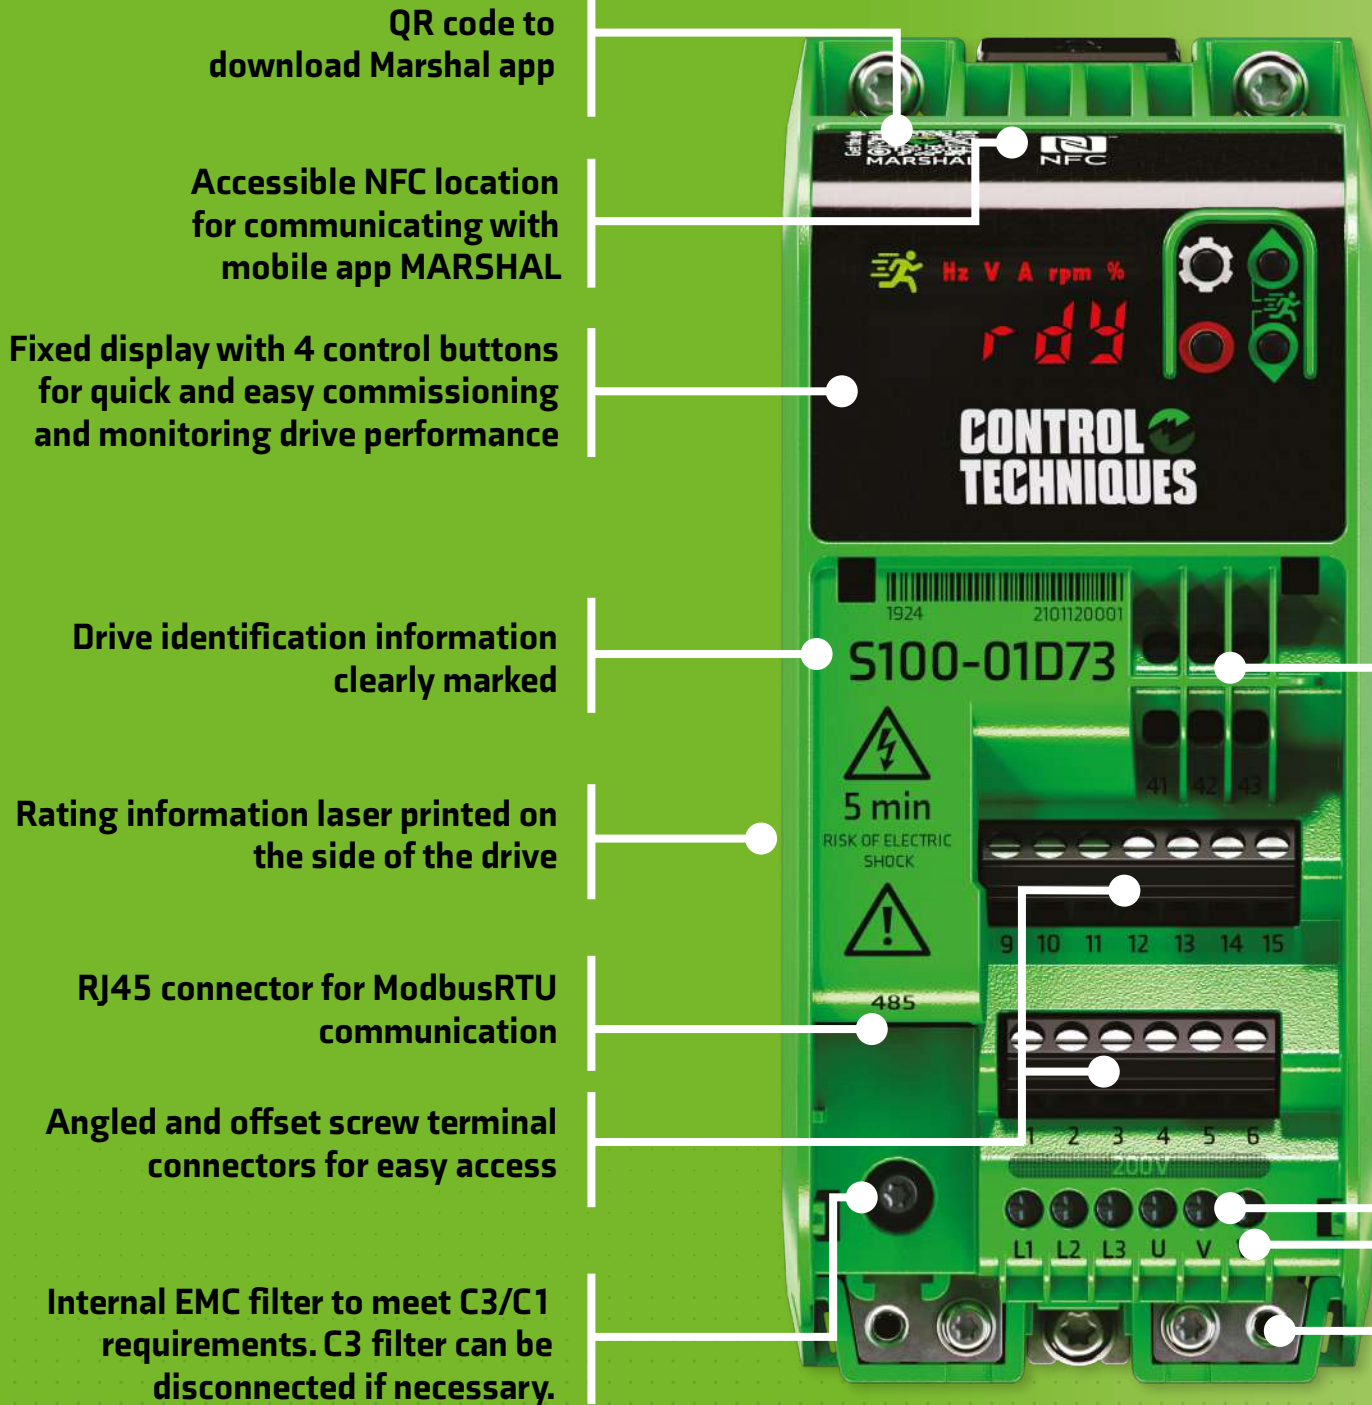 QR code to
download Marshal app
MARSHAL
NFC
Accessible NFC location
for communicating with
mobile app MARSHAL
Hz V A rpm %
rdy
Fixed display with 4 control buttons
for quick and easy commissioning
and monitoring drive performance
CONTROL
TECHNIQUES
1924 2101120001
S100-01D73
Drive identification information
clearly marked
41 42 43
5 min
RISK OF ELECTRIC
SHOCK
Rating information laser printed on
the side of the drive
9 10 11 12 13 14 15
485
RJ45 connector for ModbusRTU
communication
Angled and offset screw terminal
connectors for easy access
1 2 3 4 5 6
200V
L1 L2 L3 U V
Internal EMC filter to meet C3/C1
requirements. C3 filter can be
disconnected if necessary.